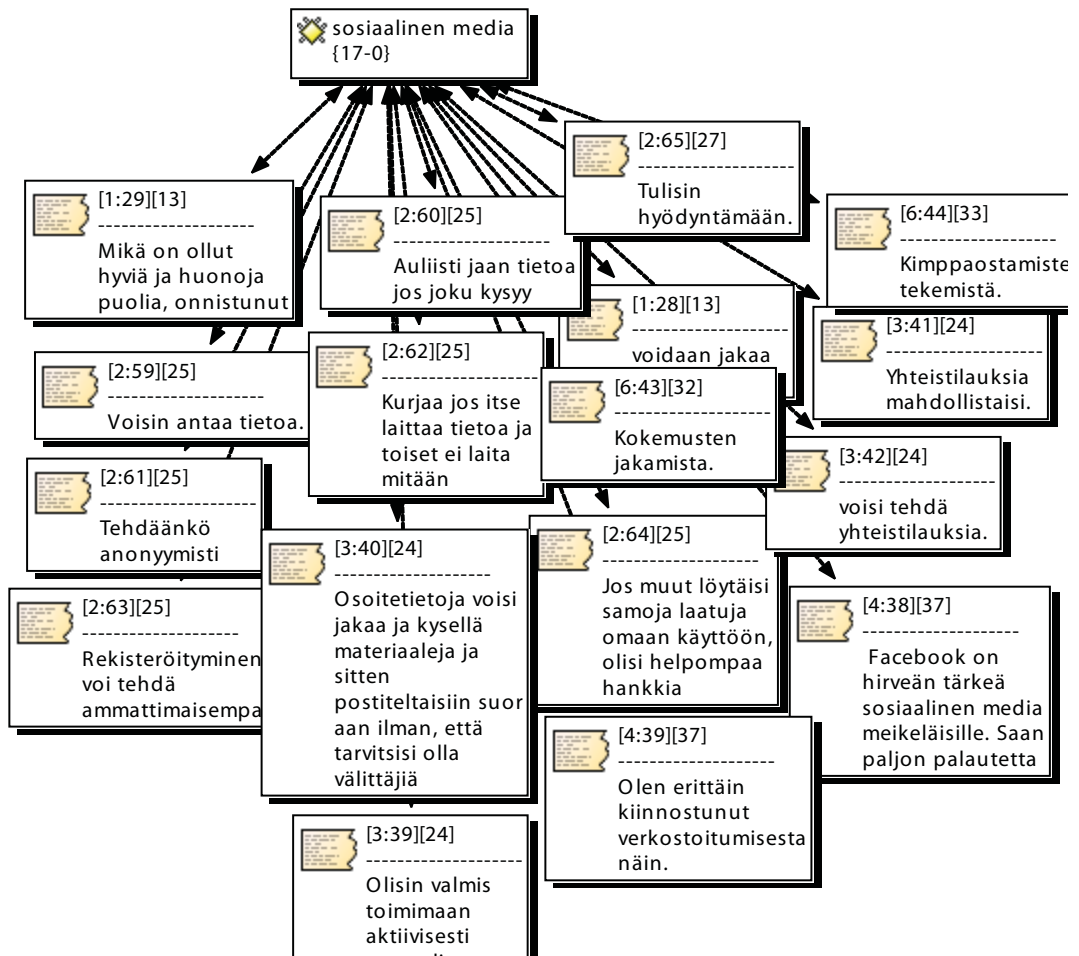 sosiaalinen media
{17-0}
[2:65][27]
Tulisin
hyödyntämään.
[1:29][13]
Mikä on ollut
hyviä ja huonoja
puolia, onnistunut
[2:60][25]
Auliisti jaan tietoa
jos joku kysyy
[6:44][33]
Kimppaostamiste
tekemistä.
[1:28][13]
voidaan jakaa
[3:41][24]
Yhteistilauksia
mahdollistaisi.
[2:59][25]
Voisin antaa tietoa.
[2:62][25]
Kurjaa jos itse
laittaa tietoa ja
toiset ei laita
mitään
[6:43][32]
Kokemusten
jakamista.
[3:42][24]
voisi tehdä
yhteistilauksia.
[2:61][25]
Tehdäänkö
anonyymisti
[3:40][24]
Osoitetietoja voisi
jakaa ja kysellä
materiaaleja ja
sitten
postiteltaisiin suor
aan ilman, että
tarvitsisi olla
välittäjiä
[2:64][25]
Jos muut löytäisi
samoja laatuja
omaan käyttöön,
olisi helpompaa
hankkia
[2:63][25]
Rekisteröityminen
voi tehdä
ammattimaisempa
[4:38][37]
Facebook on
hirveän tärkeä
sosiaalinen media
meikeläisille. Saan
paljon palautetta
[4:39][37]
Olen erittäin
kiinnostunut
verkostoitumisesta
näin.
[3:39][24]
Olisin valmis
toimimaan
aktiivisesti